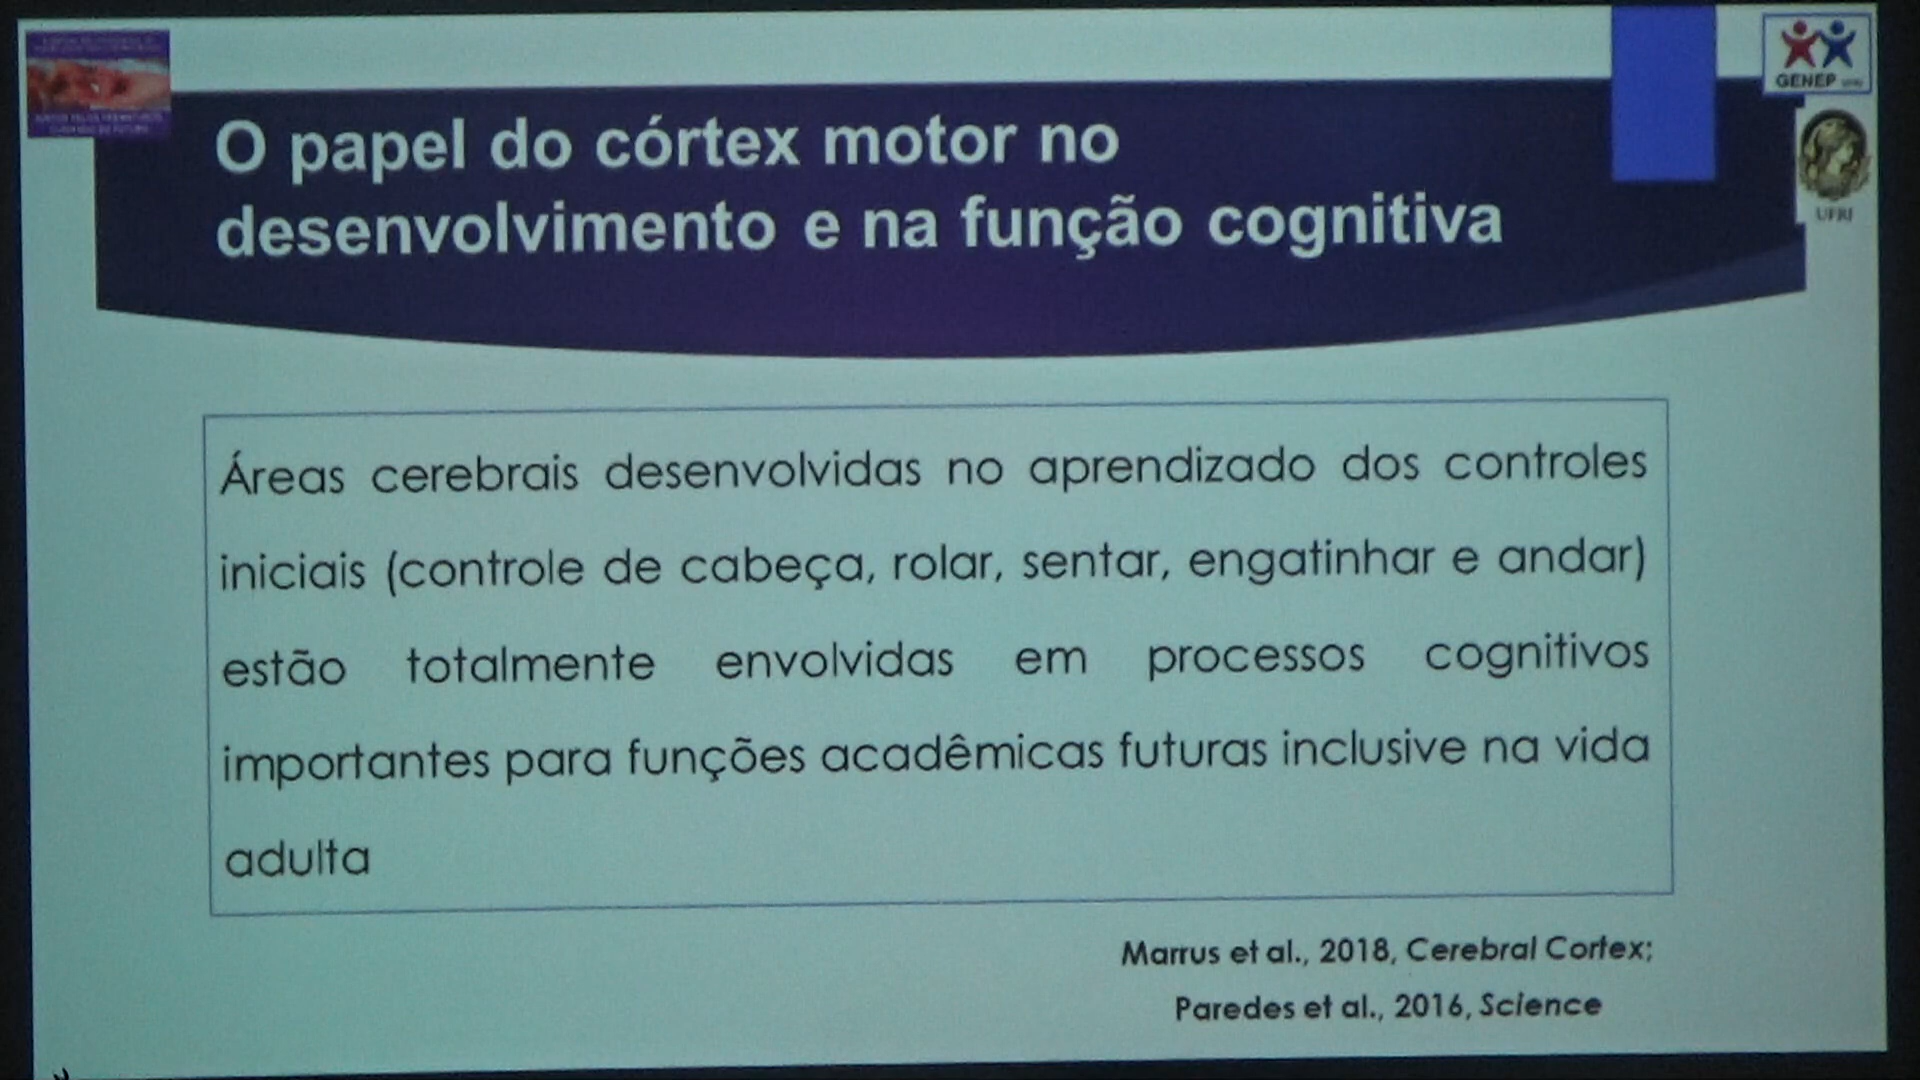 O papel do córtex motor no
desenvolvimento e na função cognitiva
GENEP
UFRJ
Áreas cerebrais desenvolvidas no aprendizado dos controles
iniciais (controle de cabeça, rolar, sentar, engatinhar e andar)
estão totalmente envolvidas em processos cognitivos
importantes para funções acadêmicas futuras inclusive na vida
adulta
Marrus et al., 2018, Cerebral Cortex;
Paredes et al., 2016, Science